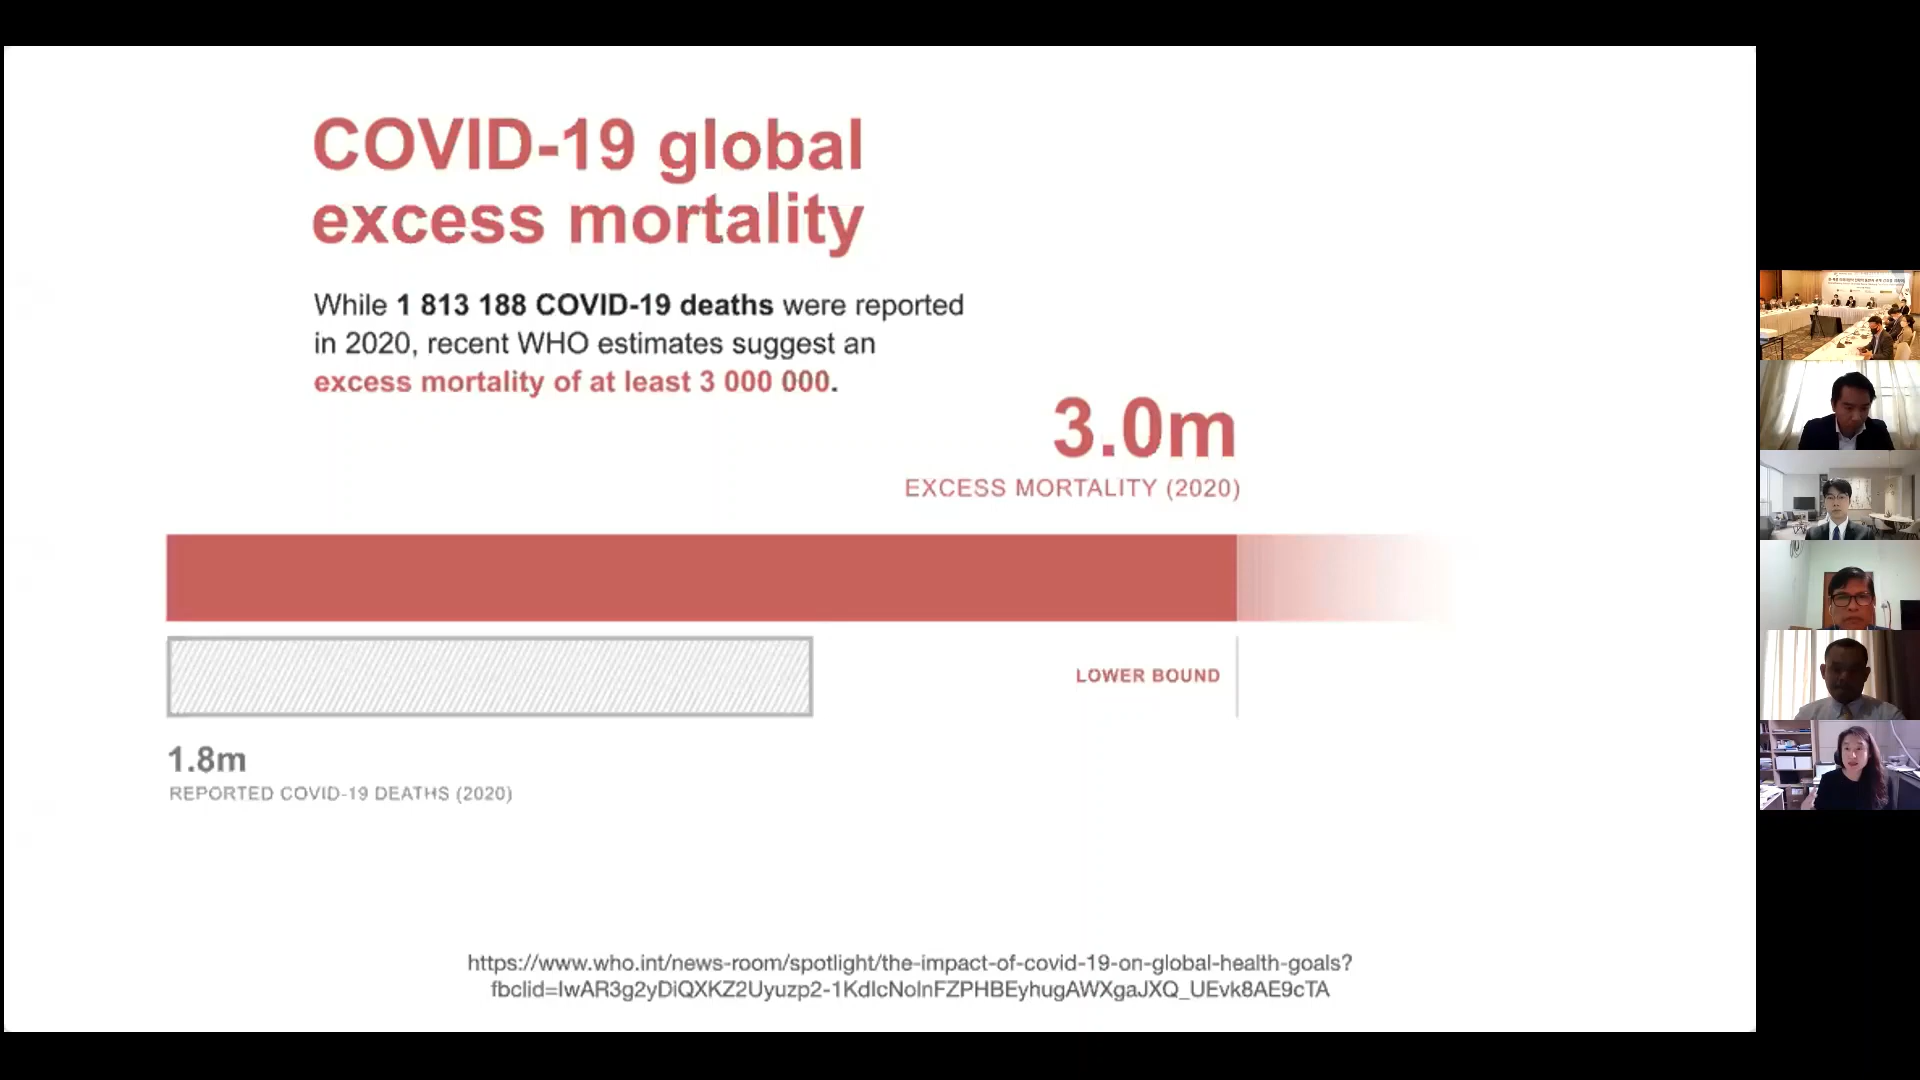 COVID-19 global
excess mortality
While 1 813 188 COVID-19 deaths were reported
in 2020, recent WHO estimates suggest an
excess mortality of at least 3 000 000.
3.0m
EXCESS MORTALITY (2020)
LOWER BOUND
1.8m
REPORTED COVID-19 DEATHS (2020)
https://www.who.int/news-room/spotlight/the-impact-of-covid-19-on-global-health-goals?
fbclid=IwAR3g2yDiQXKZ2Uyuzp2-1KdIcNoInFZPHBEyhugAWXgaJXQ_UEvk8AE9cTA